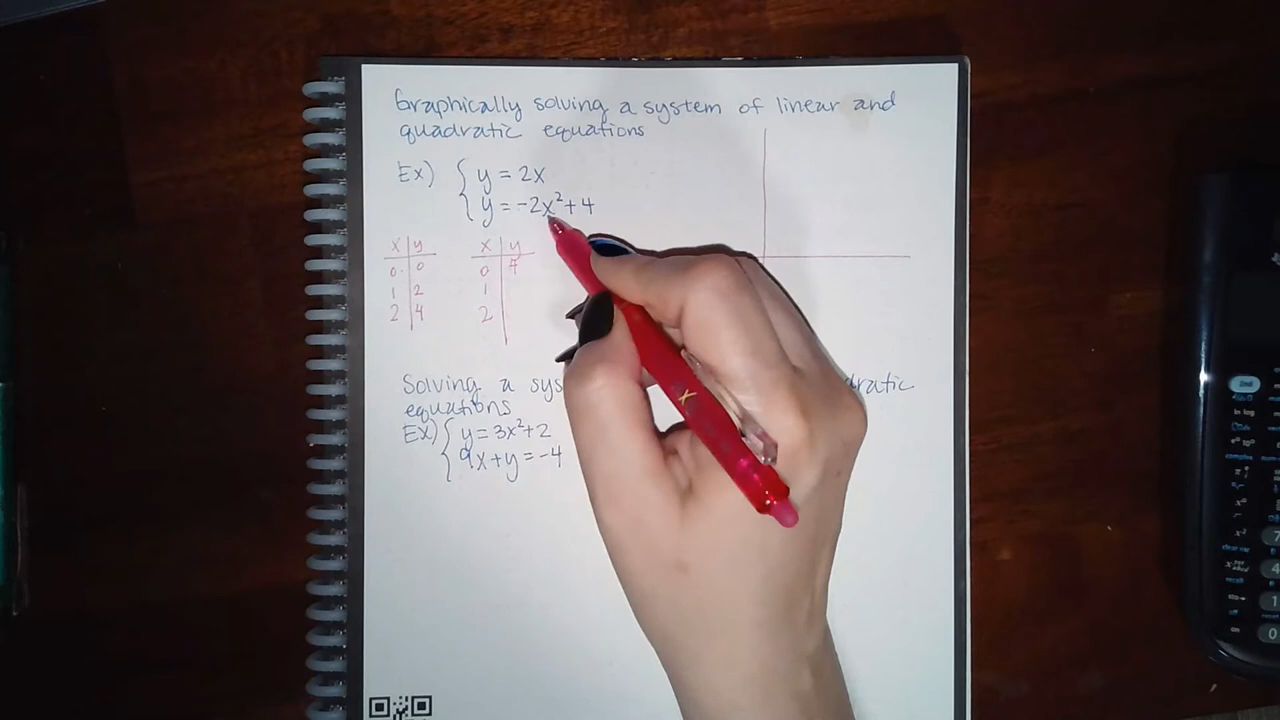 Graphically solving a system of linear and
quadratic equations
Ex) { y = 2x
{ y = -2x²+4
x | y
0 | 0
1 | 2
2 | 4
x | y
0 | 4
1 |
2 |
Solving a sys
equations
Ex) { y = 3x²+2
{ 9x+y = -4
2nd